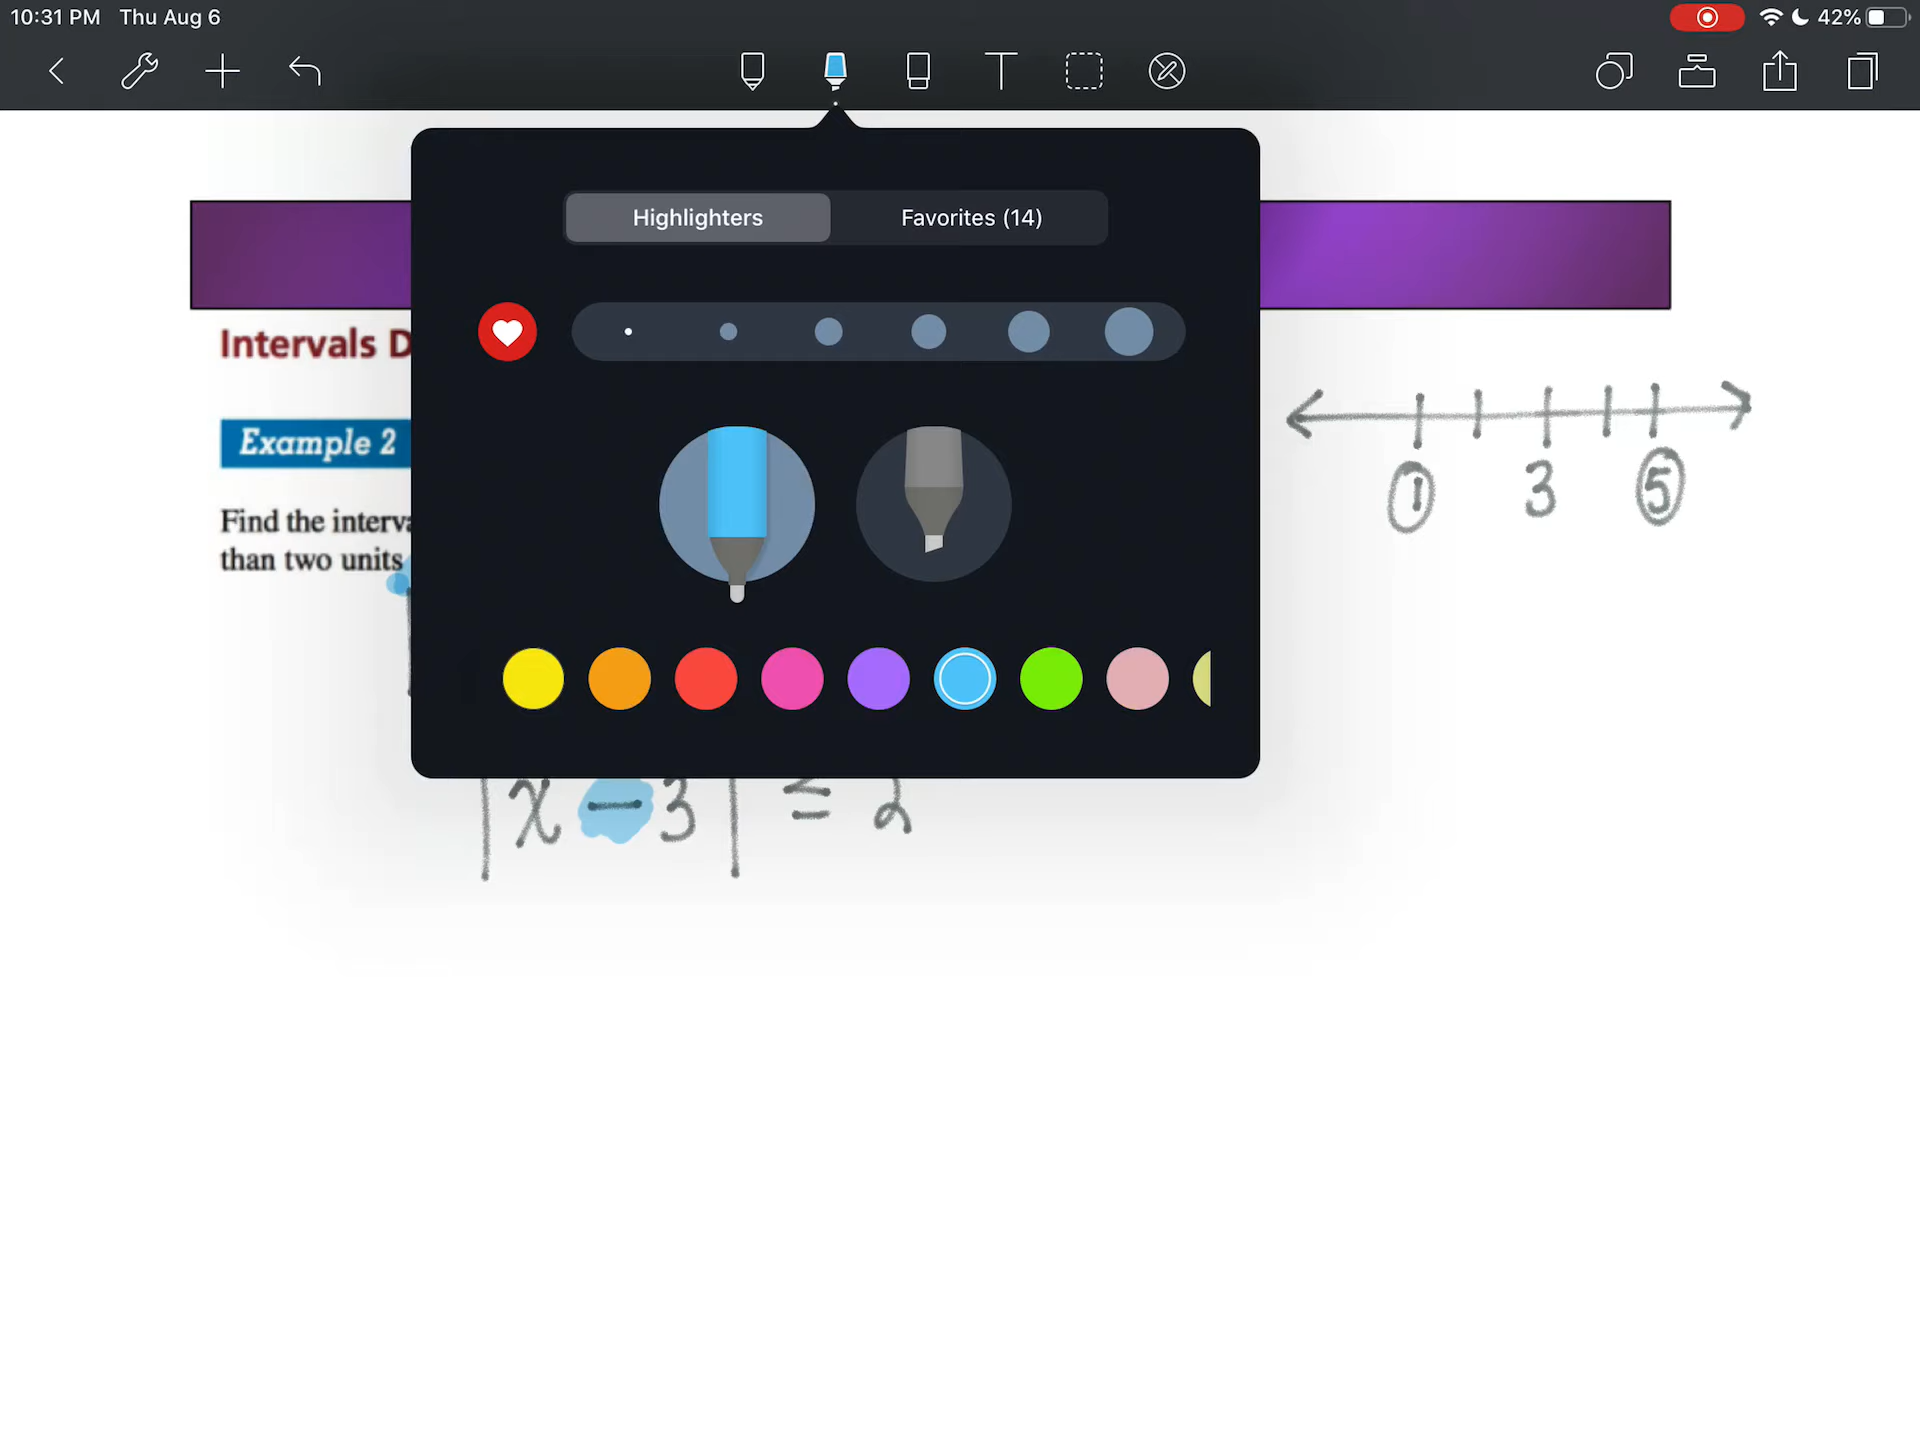 10:31 PM Thu Aug 6 42%
Highlighters Favorites (14)
Intervals D
Example 2
Find the interva
than two units
1 3 5
|x − 3| ≤ 2